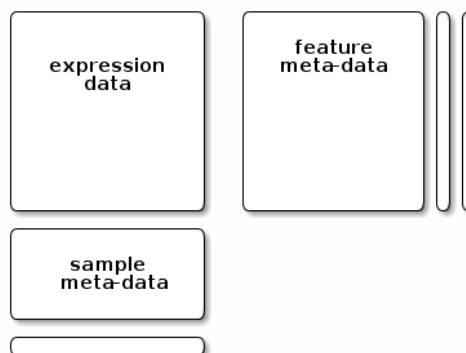 expression
data
feature
meta-data
sample
meta-data